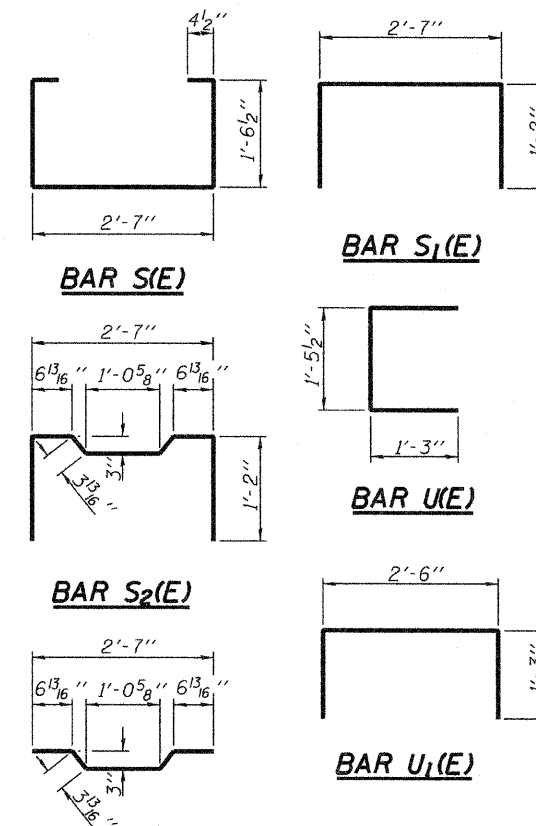 4½"
1'-6½"
2'-7"
BAR S(E)
2'-7"
BAR S1(E)
2'-7"
6 13/16" 1'-0 5/8" 6 13/16"
3"
3 13/16"
1'-2"
BAR S2(E)
1'-5½"
1'-3"
BAR U(E)
2'-7"
6 13/16" 1'-0 5/8" 6 13/16"
3"
3 13/16"
2'-6"
1'-3"
BAR U1(E)